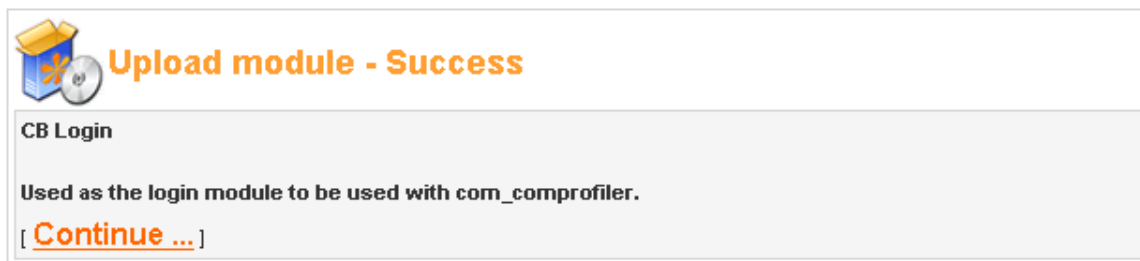 Upload module - Success
CB Login
Used as the login module to be used with com_comprofiler.
[ Continue ... ]